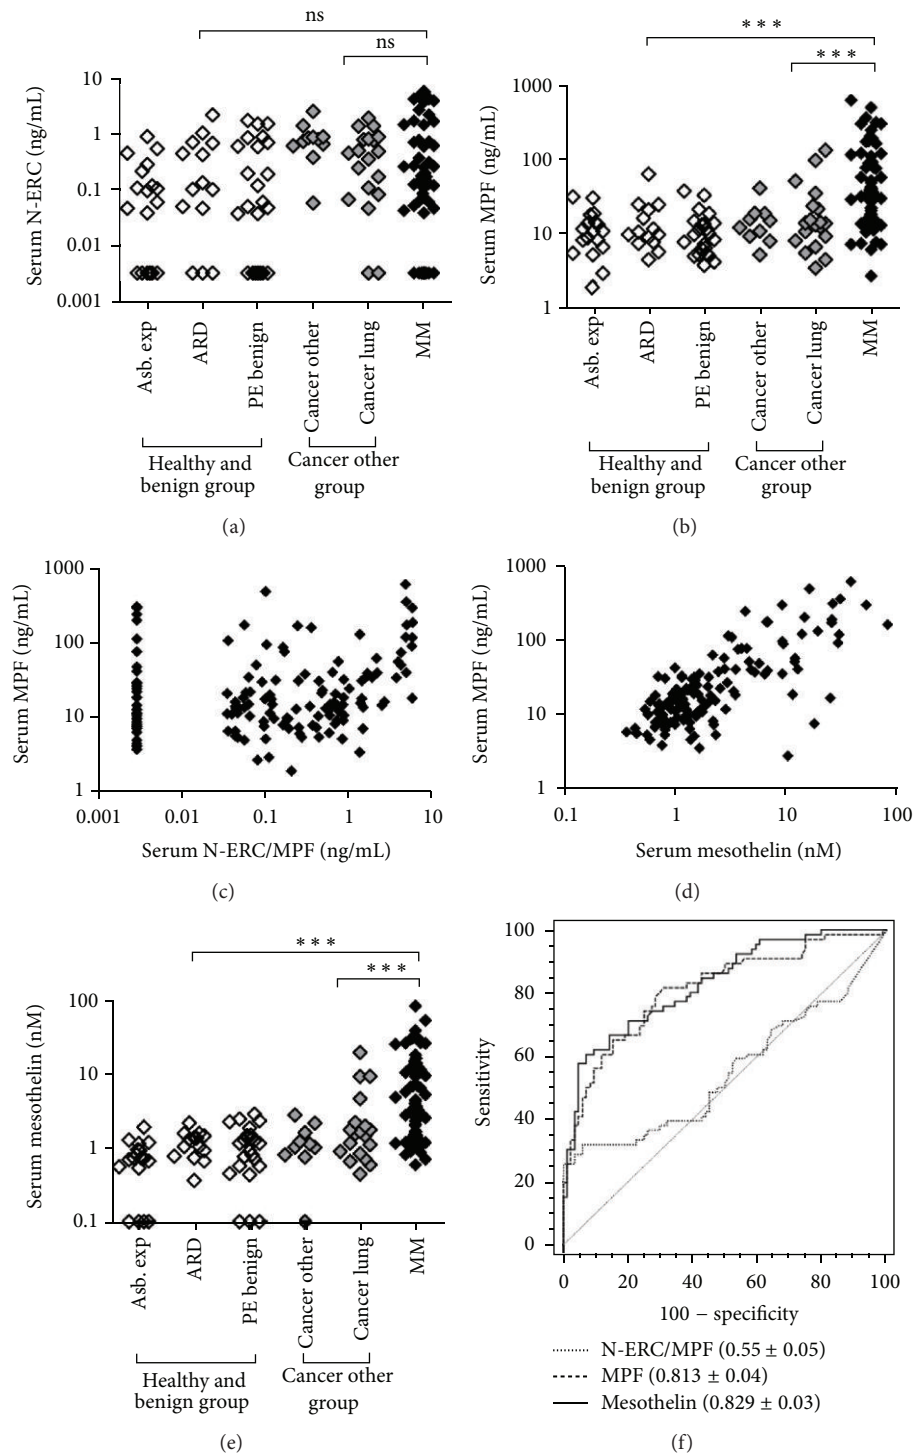 ns
ns
Serum N-ERC (ng/mL)
10
1
0.1
0.01
0.001
Asb. exp
ARD
PE benign
Cancer other
Cancer lung
MM
Healthy and
benign group
Cancer other
group
(a)
* * *
* * *
Serum MPF (ng/mL)
1000
100
10
1
Asb. exp
ARD
PE benign
Cancer other
Cancer lung
MM
Healthy and
benign group
Cancer other
group
(b)
Serum MPF (ng/mL)
1000
100
10
1
0.001
0.01
0.1
1
10
Serum N-ERC/MPF (ng/mL)
(c)
Serum MPF (ng/mL)
1000
100
10
1
0.1
1
10
100
Serum mesothelin (nM)
(d)
* * *
* * *
Serum mesothelin (nM)
100
10
1
0.1
Asb. exp
ARD
PE benign
Cancer other
Cancer lung
MM
Healthy and
benign group
Cancer other
group
(e)
Sensitivity
100
80
60
40
20
0
0
20
40
60
80
100
100 − specificity
N-ERC/MPF (0.55 ± 0.05)
MPF (0.813 ± 0.04)
Mesothelin (0.829 ± 0.03)
(f)